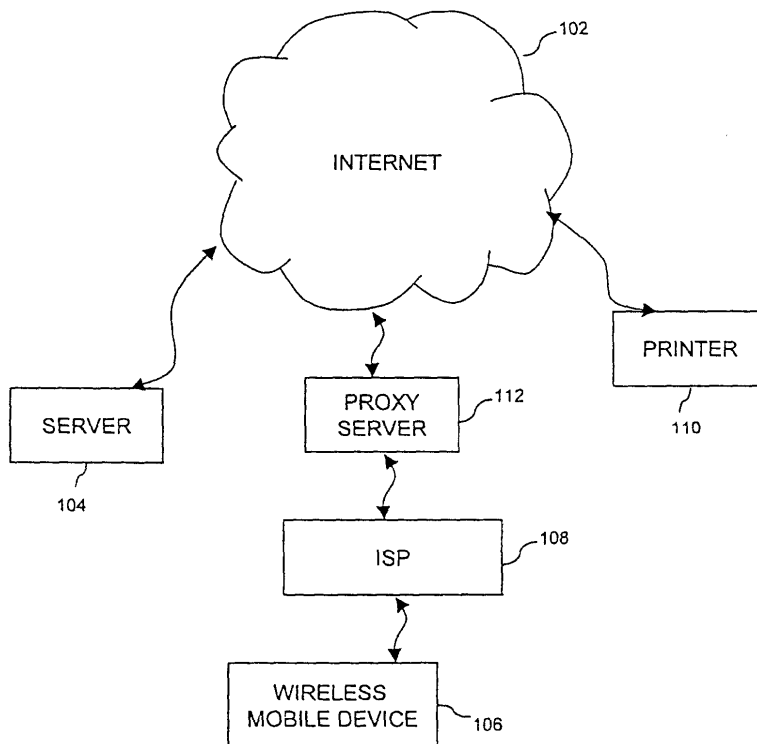 102
INTERNET
PRINTER
110
SERVER
104
PROXY
SERVER
112
ISP
108
WIRELESS
MOBILE DEVICE
106